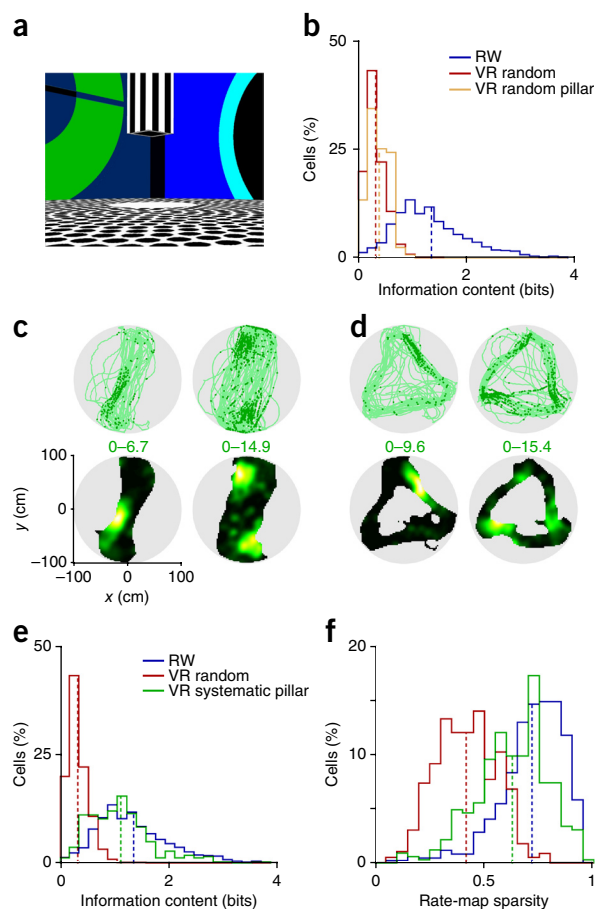 a
b
50
25
0
Cells (%)
RW
VR random
VR random pillar
0
2
4
Information content (bits)
c
d
0–6.7
0–14.9
0–9.6
0–15.4
100
0
−100
y (cm)
−100
0
100
x (cm)
e
f
50
25
0
Cells (%)
RW
VR random
VR systematic pillar
0
2
4
Information content (bits)
20
10
0
Cells (%)
0
0.5
1
Rate-map sparsity